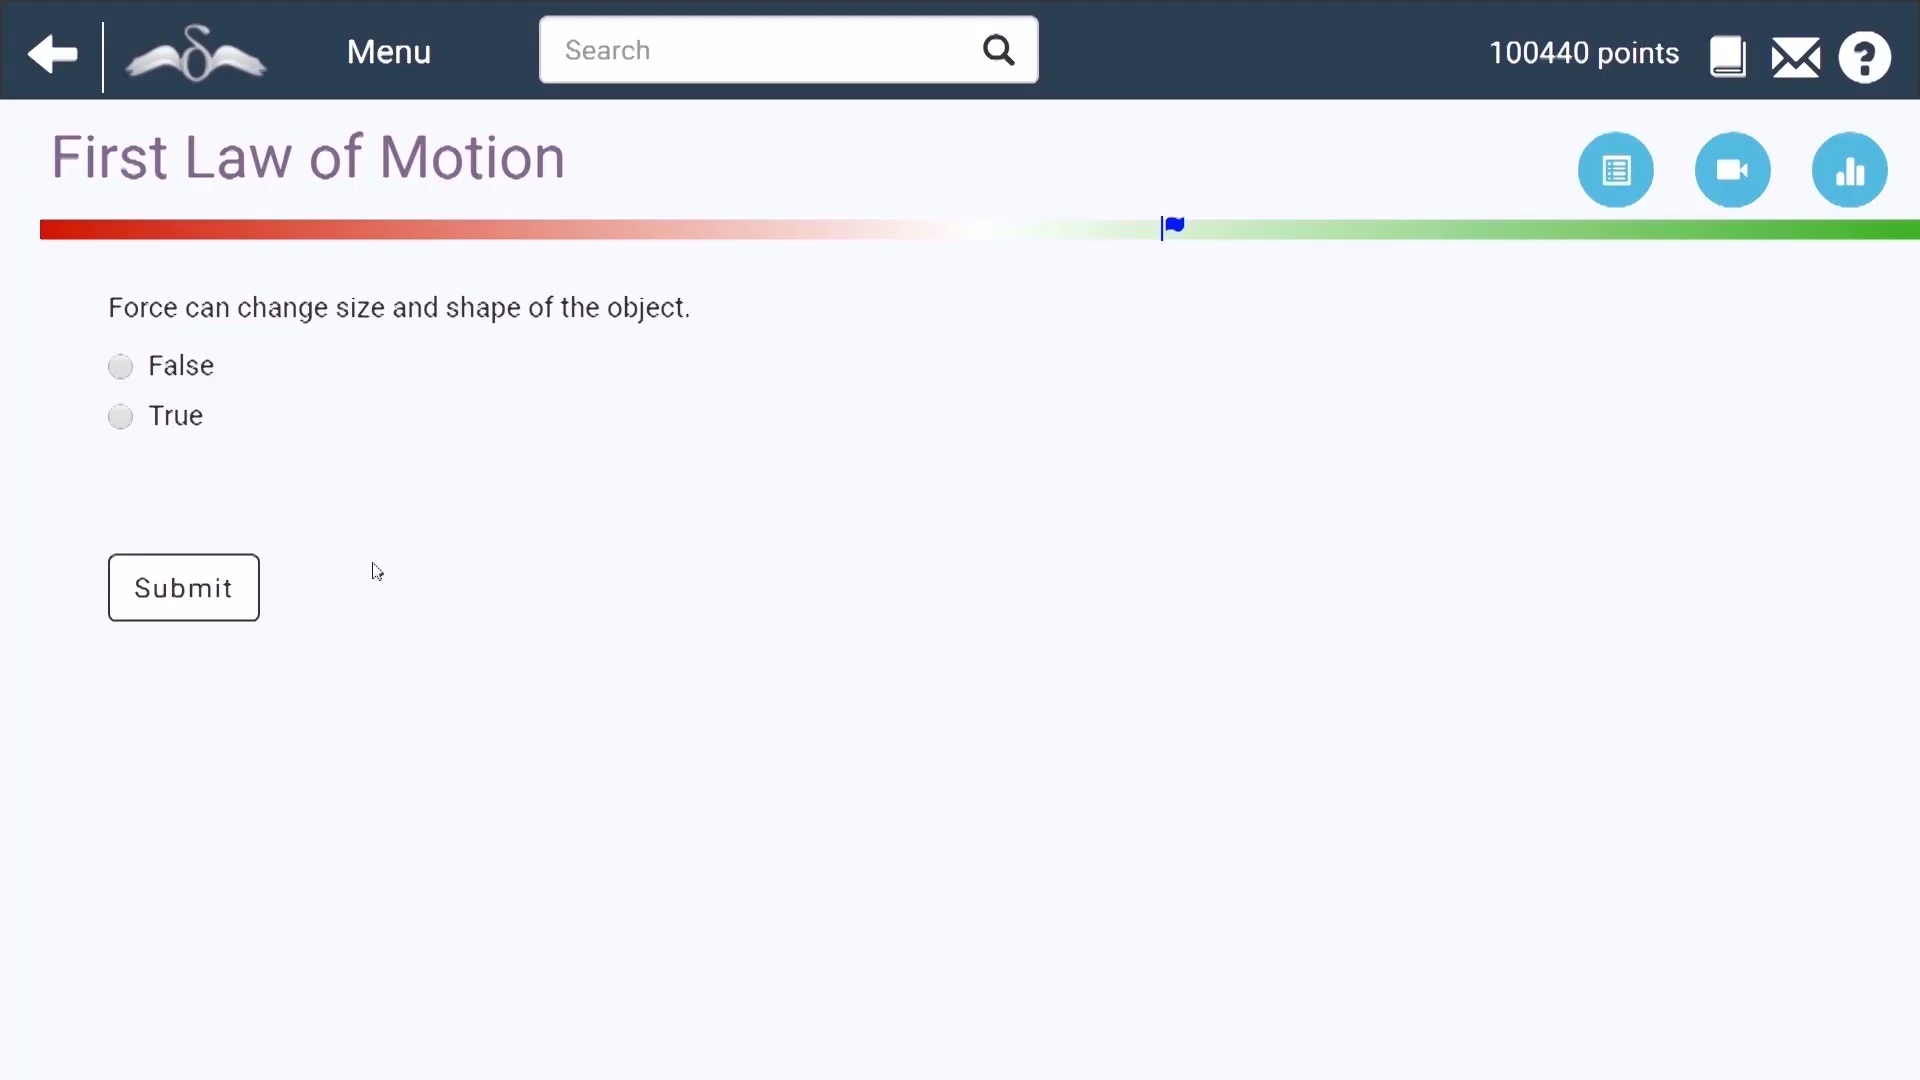 Menu
Search
100440 points
First Law of Motion
Force can change size and shape of the object.
False
True
Submit